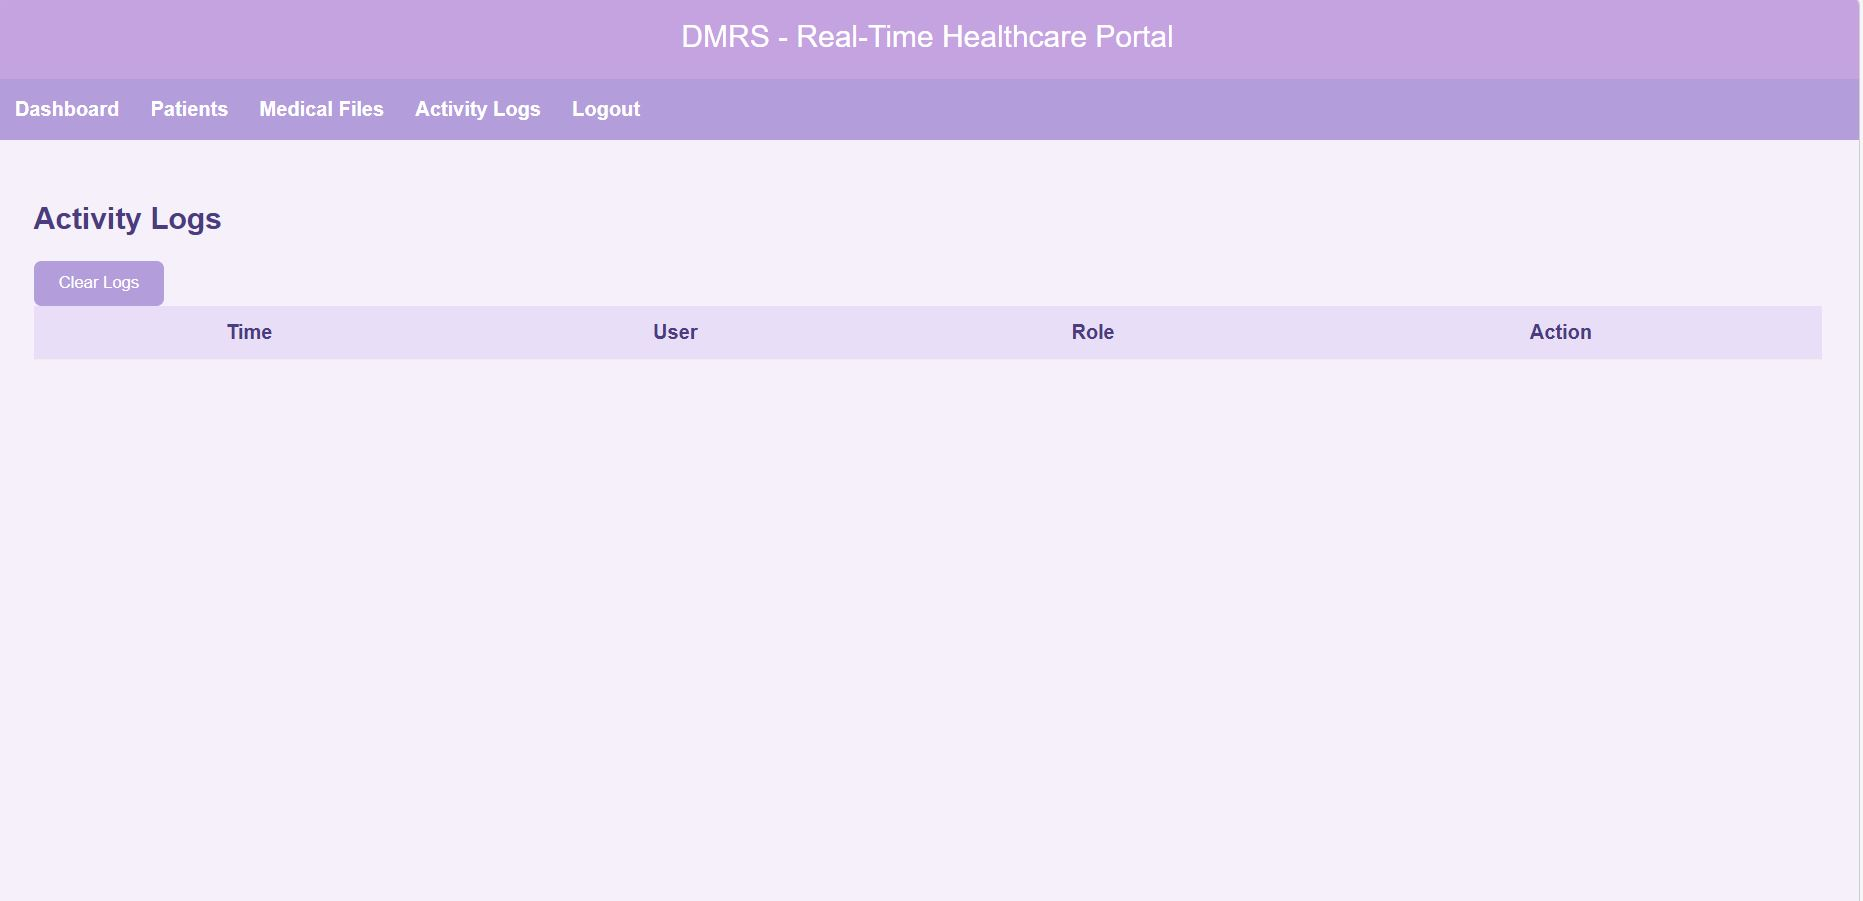 DMRS - Real-Time Healthcare Portal
Dashboard Patients Medical Files Activity Logs Logout
Activity Logs
Clear Logs
Time User Role Action